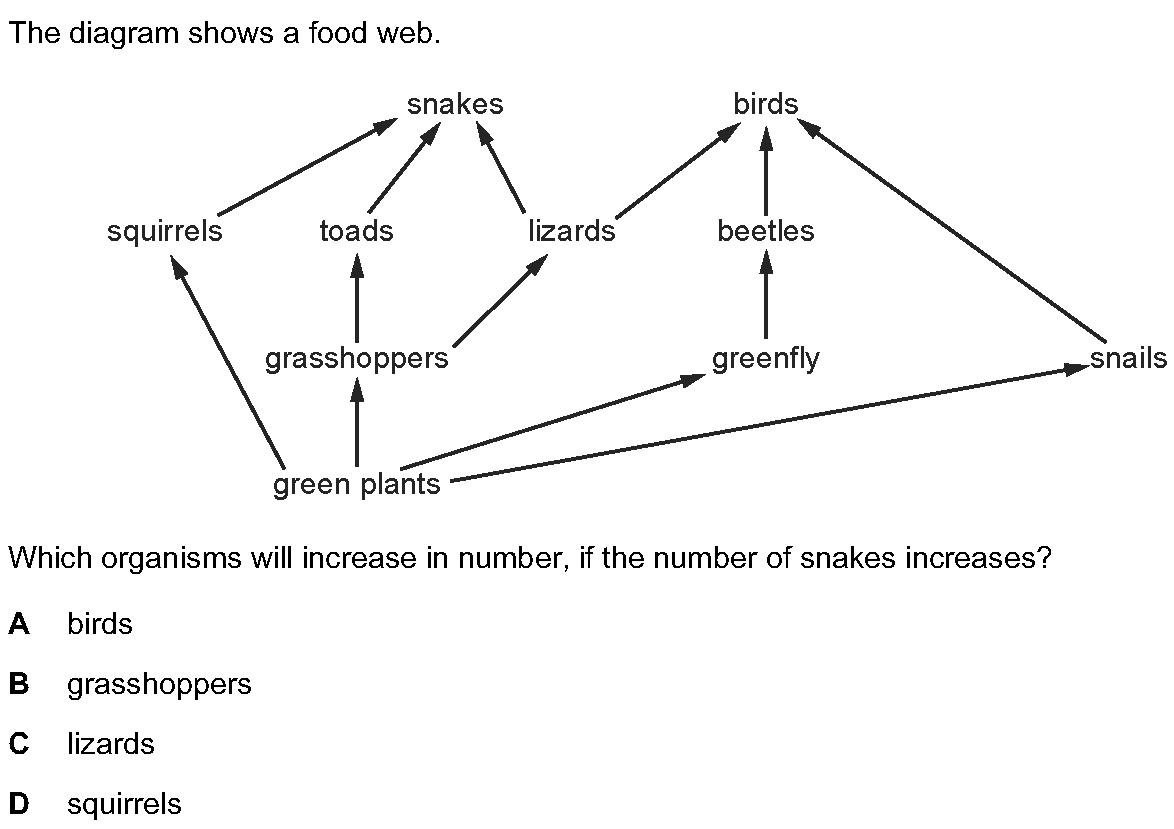 The diagram shows a food web.
snakes birds
squirrels toads lizards beetles
grasshoppers greenfly snails
green plants
Which organisms will increase in number, if the number of snakes increases?
A birds
B grasshoppers
C lizards
D squirrels